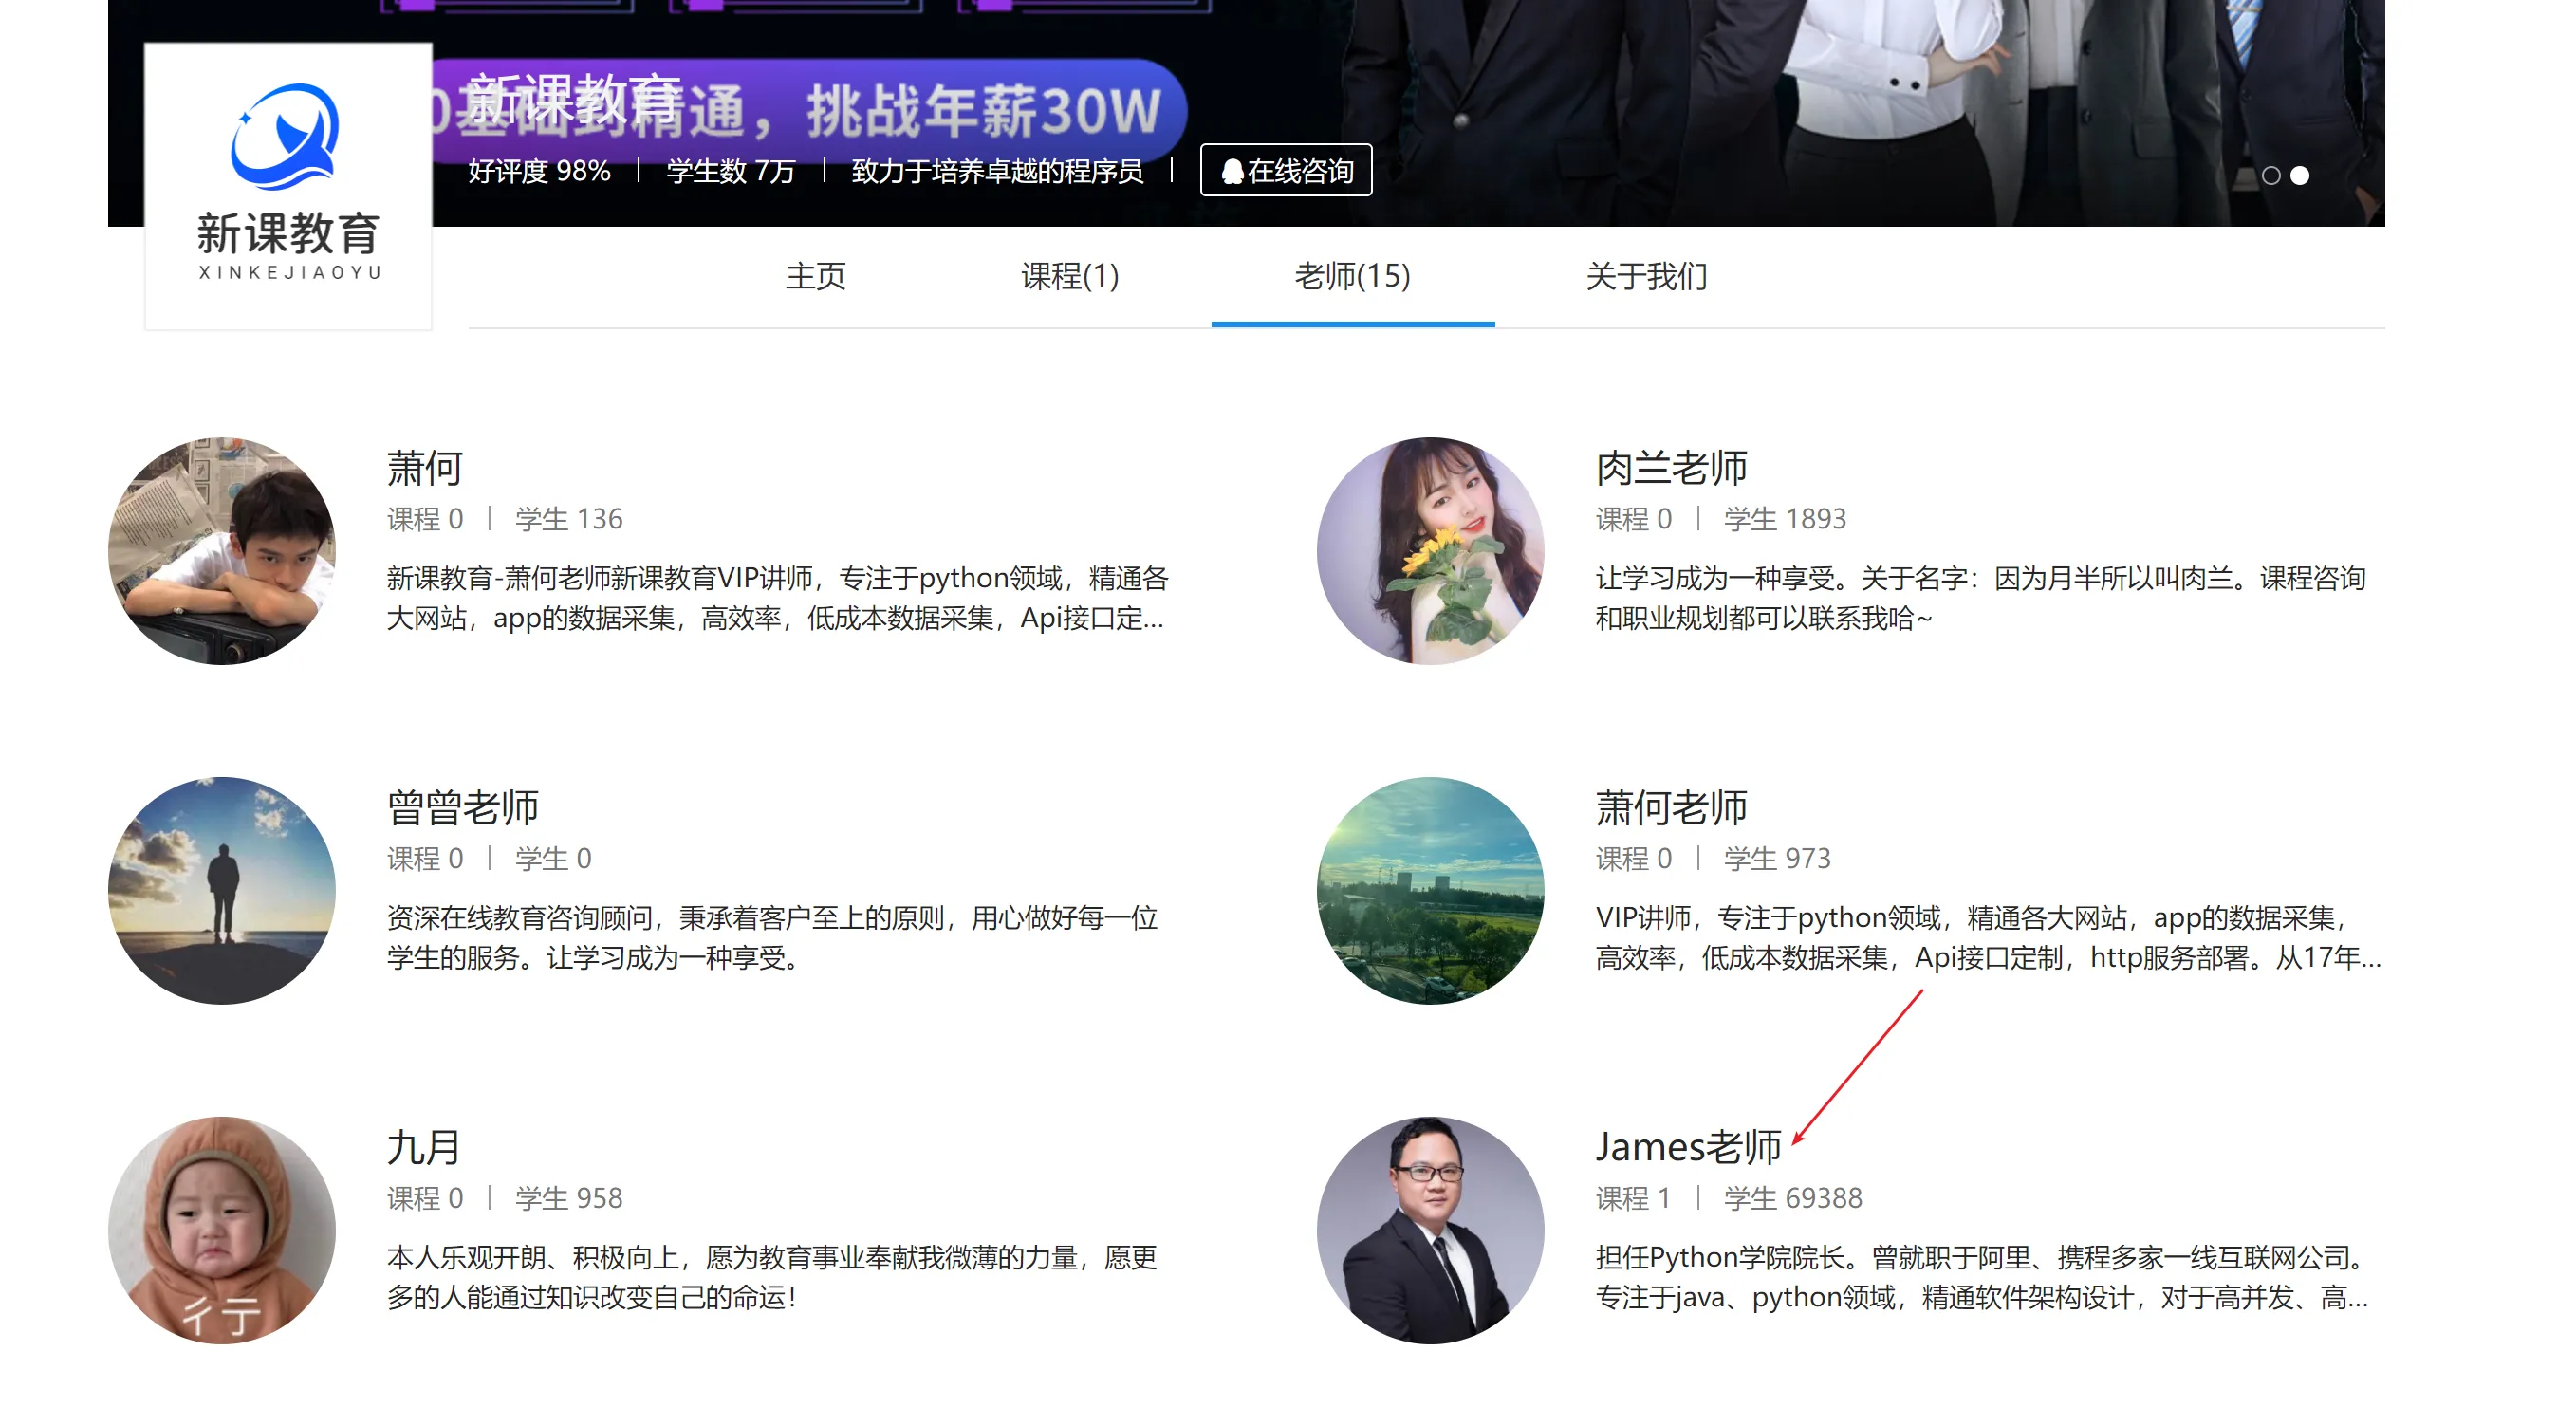 0基础到精通，挑战年薪30W
新课教育
好评度 98% | 学生数 7万 | 致力于培养卓越的程序员 | 在线咨询
新课教育
XINKEJIAOYU
主页 课程(1) 老师(15) 关于我们
萧何
课程 0 | 学生 136
新课教育-萧何老师新课教育VIP讲师，专注于python领域，精通各
大网站，app的数据采集，高效率，低成本数据采集，Api接口定...
肉兰老师
课程 0 | 学生 1893
让学习成为一种享受。关于名字：因为月半所以叫肉兰。课程咨询
和职业规划都可以联系我哈~
曾曾老师
课程 0 | 学生 0
资深在线教育咨询顾问，秉承着客户至上的原则，用心做好每一位
学生的服务。让学习成为一种享受。
萧何老师
课程 0 | 学生 973
VIP讲师，专注于python领域，精通各大网站，app的数据采集，
高效率，低成本数据采集，Api接口定制，http服务部署。从17年...
九月
课程 0 | 学生 958
本人乐观开朗、积极向上，愿为教育事业奉献我微薄的力量，愿更
多的人能通过知识改变自己的命运！
彳亍
James老师
课程 1 | 学生 69388
担任Python学院院长。曾就职于阿里、携程多家一线互联网公司。
专注于java、python领域，精通软件架构设计，对于高并发、高...